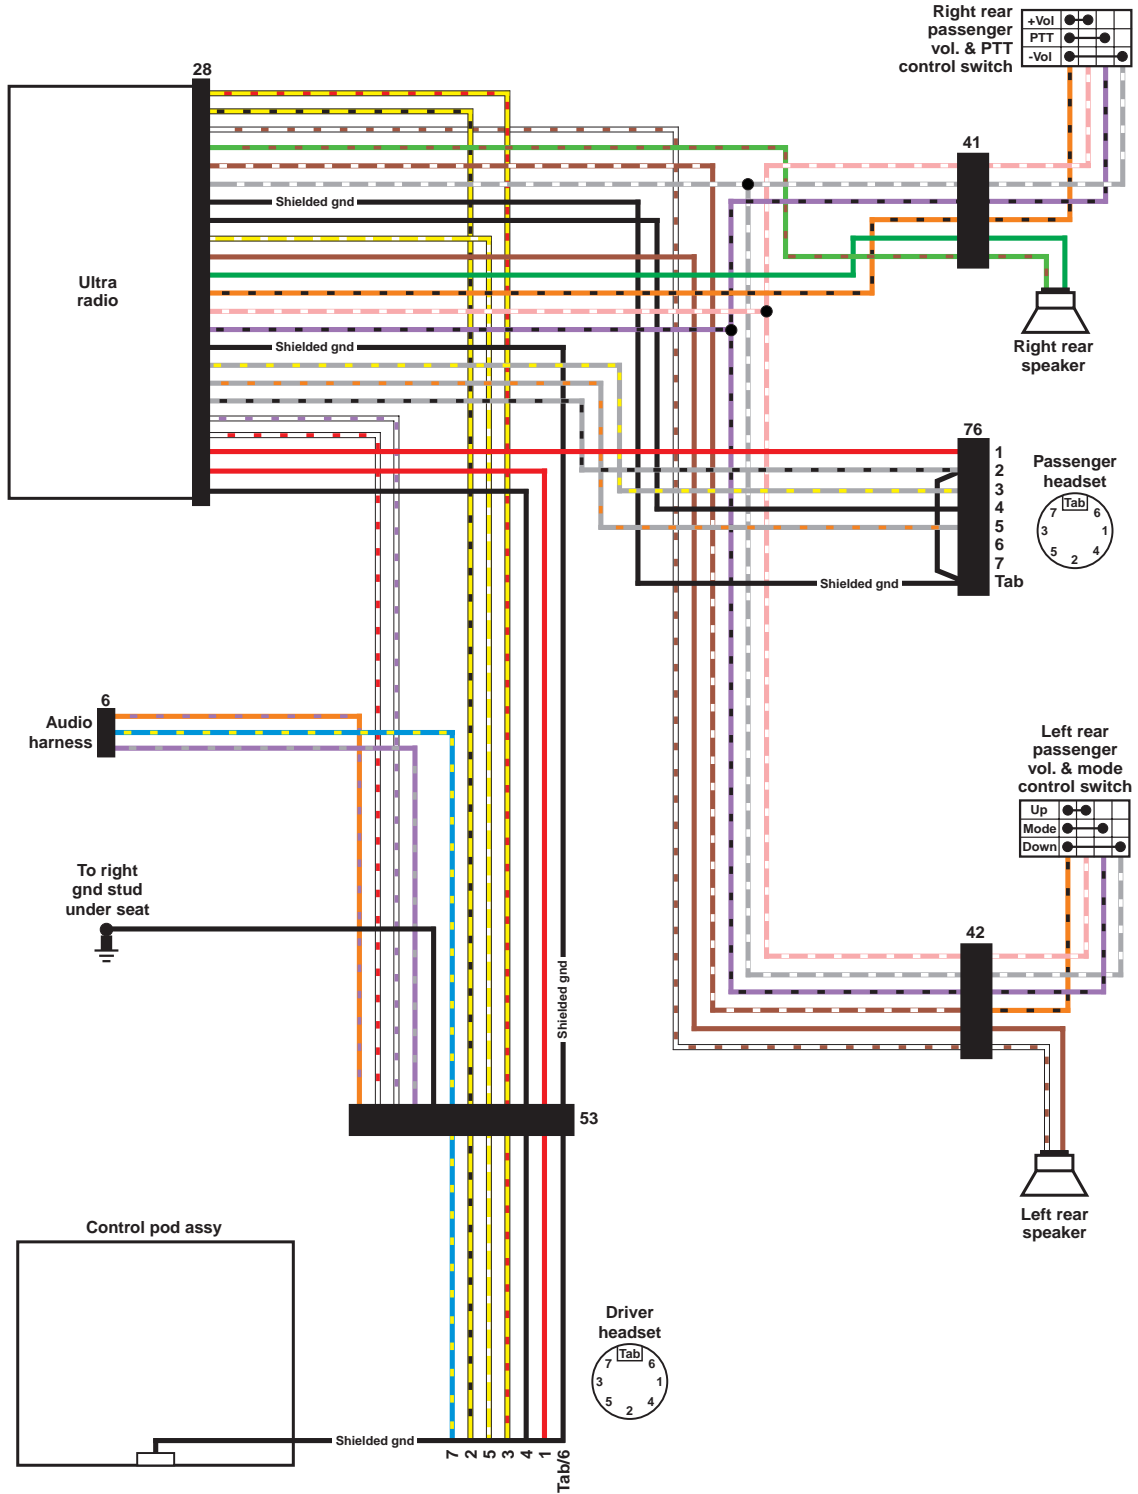 Right rear
passenger
vol. & PTT
control switch
+Vol
PTT
-Vol
28
41
Shielded gnd
Ultra
radio
Shielded gnd
Right rear
speaker
76
1
2
3
4
5
6
7
Tab
Passenger
headset
Tab
7
6
3
1
5
4
2
Shielded gnd
6
Audio
harness
Left rear
passenger
vol. & mode
control switch
Up
Mode
Down
To right
gnd stud
under seat
42
Shielded gnd
53
Left rear
speaker
Control pod assy
Driver
headset
Tab
7
6
3
1
5
4
2
Shielded gnd
7
2
5
3
4
1
Tab/6